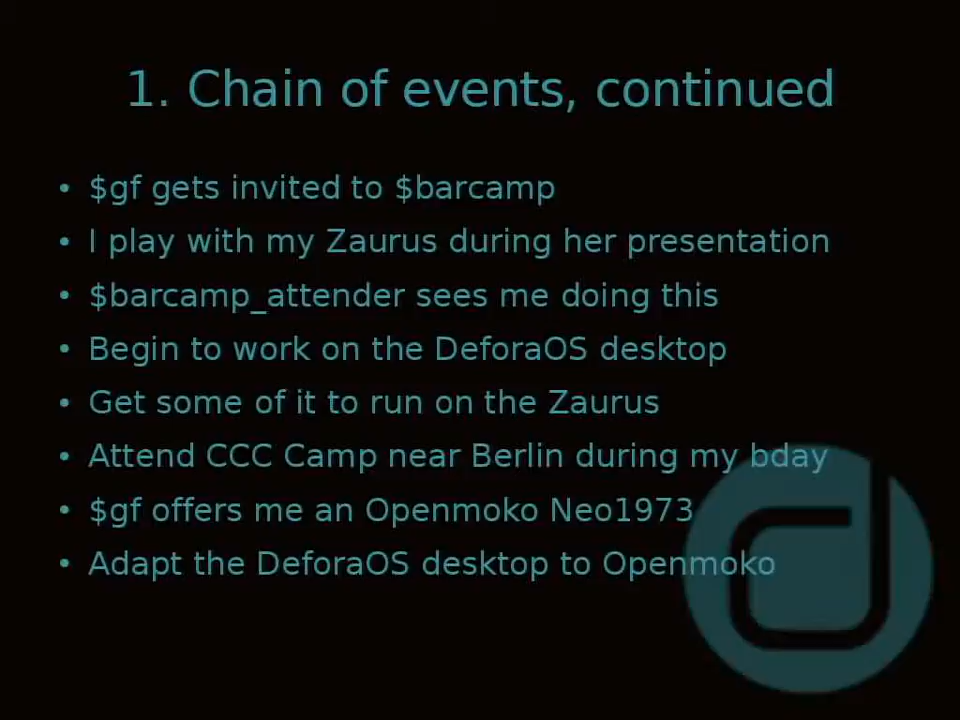 1. Chain of events, continued
• $gf gets invited to $barcamp
• I play with my Zaurus during her presentation
• $barcamp_attender sees me doing this
• Begin to work on the DeforaOS desktop
• Get some of it to run on the Zaurus
• Attend CCC Camp near Berlin during my bday
• $gf offers me an Openmoko Neo1973
• Adapt the DeforaOS desktop to Openmoko